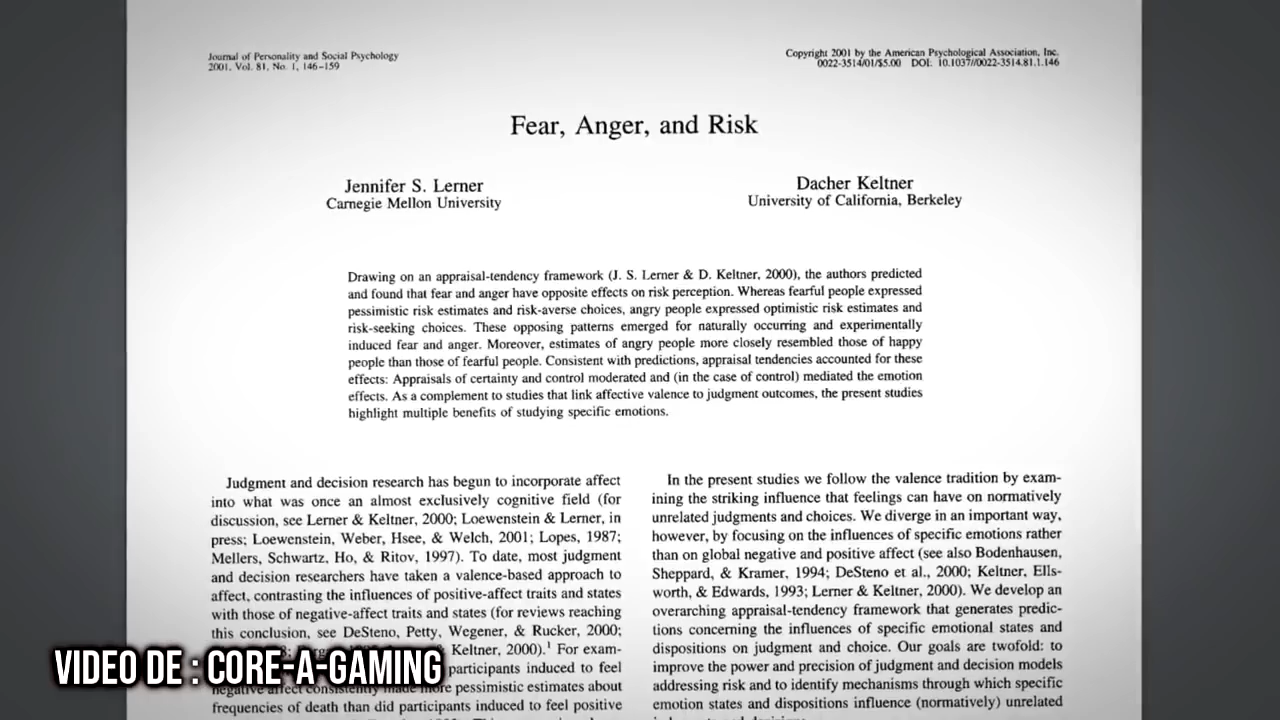 Journal of Personality and Social Psychology
2001, Vol. 81, No. 1, 146–159
Copyright 2001 by the American Psychological Association, Inc.
0022-3514/01/$5.00 DOI: 10.1037//0022-3514.81.1.146
Fear, Anger, and Risk
Jennifer S. Lerner
Carnegie Mellon University
Dacher Keltner
University of California, Berkeley
Drawing on an appraisal-tendency framework (J. S. Lerner & D. Keltner, 2000), the authors predicted
and found that fear and anger have opposite effects on risk perception. Whereas fearful people expressed
pessimistic risk estimates and risk-averse choices, angry people expressed optimistic risk estimates and
risk-seeking choices. These opposing patterns emerged for naturally occurring and experimentally
induced fear and anger. Moreover, estimates of angry people more closely resembled those of happy
people than those of fearful people. Consistent with predictions, appraisal tendencies accounted for these
effects: Appraisals of certainty and control moderated and (in the case of control) mediated the emotion
effects. As a complement to studies that link affective valence to judgment outcomes, the present studies
highlight multiple benefits of studying specific emotions.
Judgment and decision research has begun to incorporate affect
into what was once an almost exclusively cognitive field (for
discussion, see Lerner & Keltner, 2000; Loewenstein & Lerner, in
press; Loewenstein, Weber, Hsee, & Welch, 2001; Lopes, 1987;
Mellers, Schwartz, Ho, & Ritov, 1997). To date, most judgment
and decision researchers have taken a valence-based approach to
affect, contrasting the influences of positive-affect traits and states
with those of negative-affect traits and states (for reviews reaching
this conclusion, see DeSteno, Petty, Wegener, & Rucker, 2000;
& Keltner, 2000).¹ For exam-
participants induced to feel
negative affect consistently made more pessimistic estimates about
frequencies of death than did participants induced to feel positive
In the present studies we follow the valence tradition by exam-
ining the striking influence that feelings can have on normatively
unrelated judgments and choices. We diverge in an important way,
however, by focusing on the influences of specific emotions rather
than on global negative and positive affect (see also Bodenhausen,
Sheppard, & Kramer, 1994; DeSteno et al., 2000; Keltner, Ells-
worth, & Edwards, 1993; Lerner & Keltner, 2000). We develop an
overarching appraisal-tendency framework that generates predic-
tions concerning the influences of specific emotional states and
dispositions on judgment and choice. Our goals are twofold: to
improve the power and precision of judgment and decision models
addressing risk and to identify mechanisms through which specific
emotion states and dispositions influence (normatively) unrelated
VIDEO DE : CORE-A-GAMING